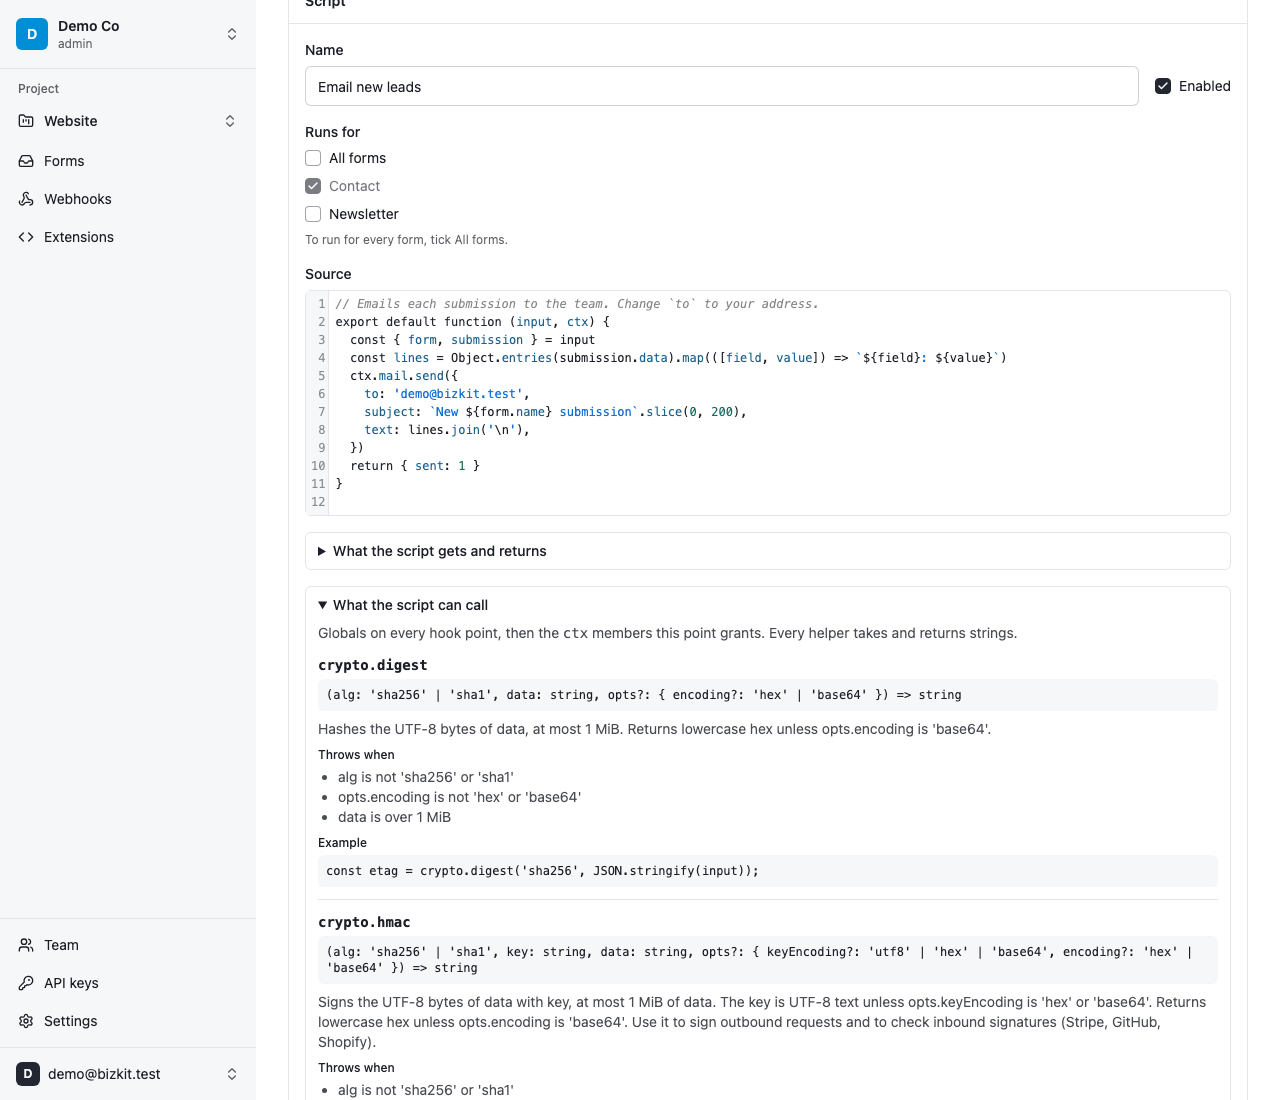 D
Demo Co
admin
Project
Website
Forms
Webhooks
Extensions
Team
API keys
Settings
D
demo@bizkit.test
Script
Name
Email new leads
Enabled
Runs for
All forms
Contact
Newsletter
To run for every form, tick All forms.
Source
1 // Emails each submission to the team. Change `to` to your address.
2 export default function (input, ctx) {
3   const { form, submission } = input
4   const lines = Object.entries(submission.data).map(([field, value]) => `${field}: ${value}`)
5   ctx.mail.send({
6     to: 'demo@bizkit.test',
7     subject: `New ${form.name} submission`.slice(0, 200),
8     text: lines.join('\n'),
9   })
10   return { sent: 1 }
11 }
12
What the script gets and returns
What the script can call
Globals on every hook point, then the ctx members this point grants. Every helper takes and returns strings.
crypto.digest
(alg: 'sha256' | 'sha1', data: string, opts?: { encoding?: 'hex' | 'base64' }) => string
Hashes the UTF-8 bytes of data, at most 1 MiB. Returns lowercase hex unless opts.encoding is 'base64'.
Throws when
• alg is not 'sha256' or 'sha1'
• opts.encoding is not 'hex' or 'base64'
• data is over 1 MiB
Example
const etag = crypto.digest('sha256', JSON.stringify(input));
crypto.hmac
(alg: 'sha256' | 'sha1', key: string, data: string, opts?: { keyEncoding?: 'utf8' | 'hex' | 'base64', encoding?: 'hex' |
'base64' }) => string
Signs the UTF-8 bytes of data with key, at most 1 MiB of data. The key is UTF-8 text unless opts.keyEncoding is 'hex' or 'base64'. Returns
lowercase hex unless opts.encoding is 'base64'. Use it to sign outbound requests and to check inbound signatures (Stripe, GitHub,
Shopify).
Throws when
• alg is not 'sha256' or 'sha1'